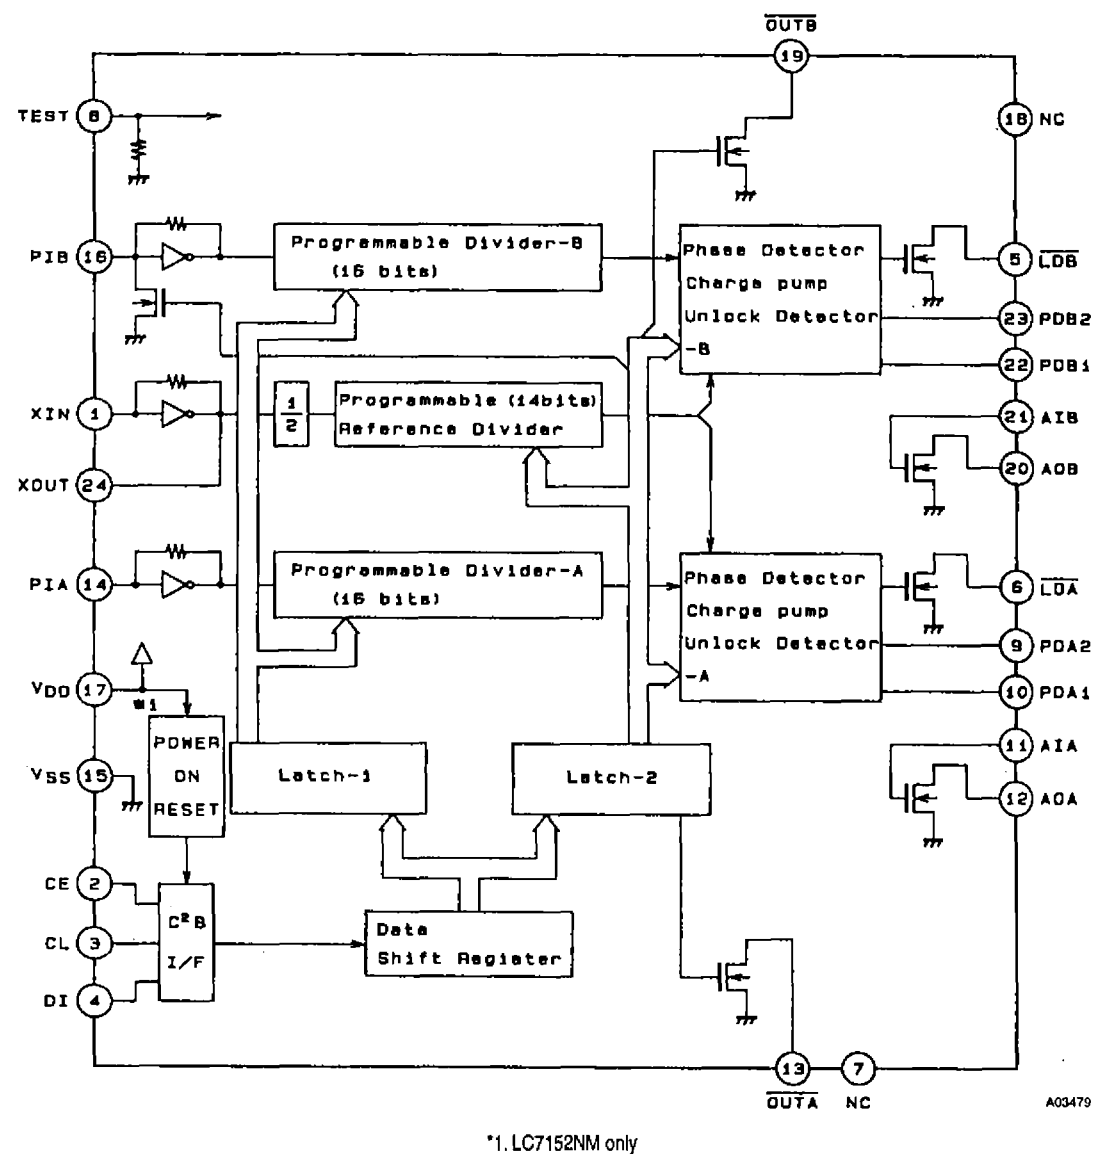 OUTB
19
TEST 8
18 NC
PIB 16
Programmable Divider-B
(16 bits)
Phase Detector
Charge pump
Unlock Detector
-B
5 LDB
23 PDB2
22 PDB1
XIN 1
1
2
Programmable (14bits)
Reference Divider
21 AIB
20 AOB
XOUT 24
PIA 14
Programmable Divider-A
(16 bits)
Phase Detector
Charge pump
Unlock Detector
-A
6 LDA
9 PDA2
10 PDA1
VDD 17
*1
POWER
ON
RESET
VSS 15
Latch-1
Latch-2
11 AIA
12 AOA
CE 2
CL 3
DI 4
C²B
I/F
Data
Shift Register
13
7
OUTA
NC
A03479
*1. LC7152NM only